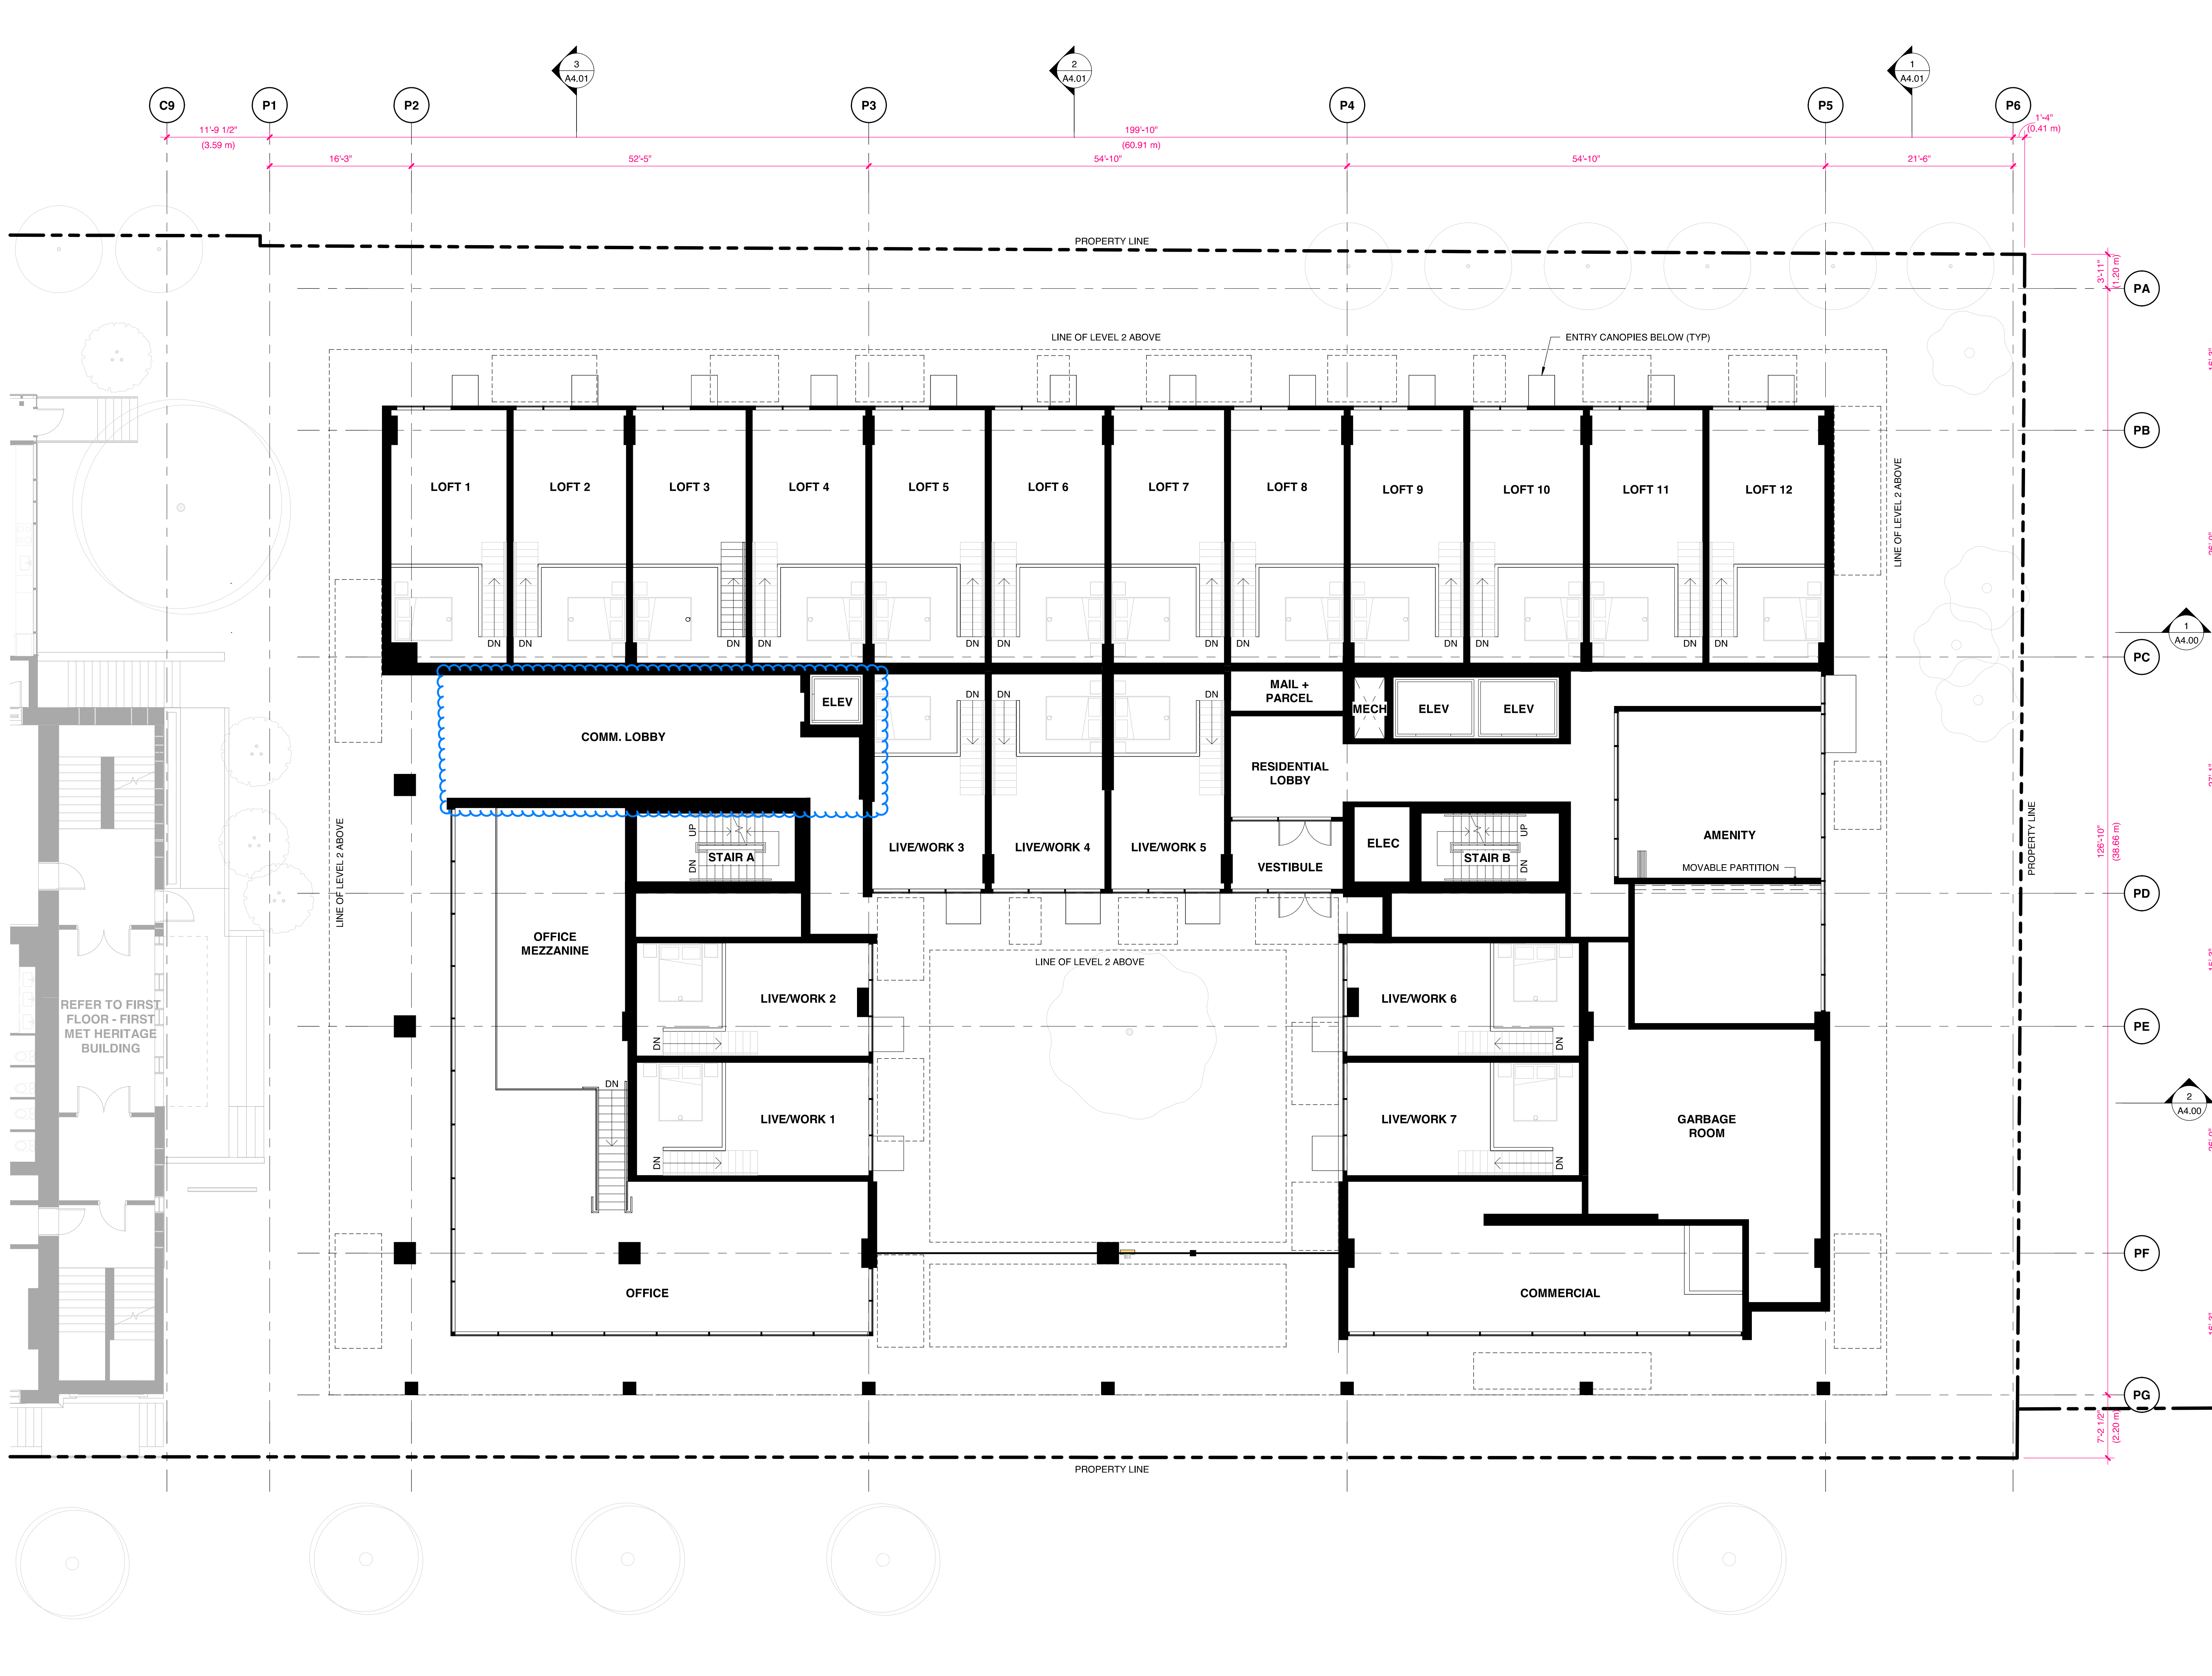 3
A4.01
2
A4.01
1
A4.01
C9
P1
P2
P3
P4
P5
P6
11'-9 1/2"
(3.59 m)
199'-10"
(60.91 m)
1'-4"
(0.41 m)
16'-3"
52'-5"
54'-10"
54'-10"
21'-6"
PROPERTY LINE
3'-11"
(1.20 m)
PA
LINE OF LEVEL 2 ABOVE
ENTRY CANOPIES BELOW (TYP)
PB
LOFT 1
LOFT 2
LOFT 3
LOFT 4
LOFT 5
LOFT 6
LOFT 7
LOFT 8
LOFT 9
LOFT 10
LOFT 11
LOFT 12
LINE OF LEVEL 2 ABOVE
DN
DN
DN
DN
DN
DN
DN
DN
DN
DN
DN
DN
1
A4.00
PC
ELEV
COMM. LOBBY
DN
DN
DN
MAIL +
PARCEL
MECH
ELEV
ELEV
RESIDENTIAL
LOBBY
UP
DN
STAIR A
LIVE/WORK 3
LIVE/WORK 4
LIVE/WORK 5
VESTIBULE
ELEC
UP
DN
STAIR B
AMENITY
MOVABLE PARTITION
LINE OF LEVEL 2 ABOVE
PROPERTY LINE
126'-10"
(38.66 m)
PD
OFFICE
MEZZANINE
LINE OF LEVEL 2 ABOVE
LIVE/WORK 2
DN
LIVE/WORK 6
DN
REFER TO FIRST
FLOOR - FIRST
MET HERITAGE
BUILDING
PE
DN
LIVE/WORK 1
DN
LIVE/WORK 7
DN
GARBAGE
ROOM
2
A4.00
PF
OFFICE
COMMERCIAL
PG
7'-2 1/2"
(2.20 m)
PROPERTY LINE